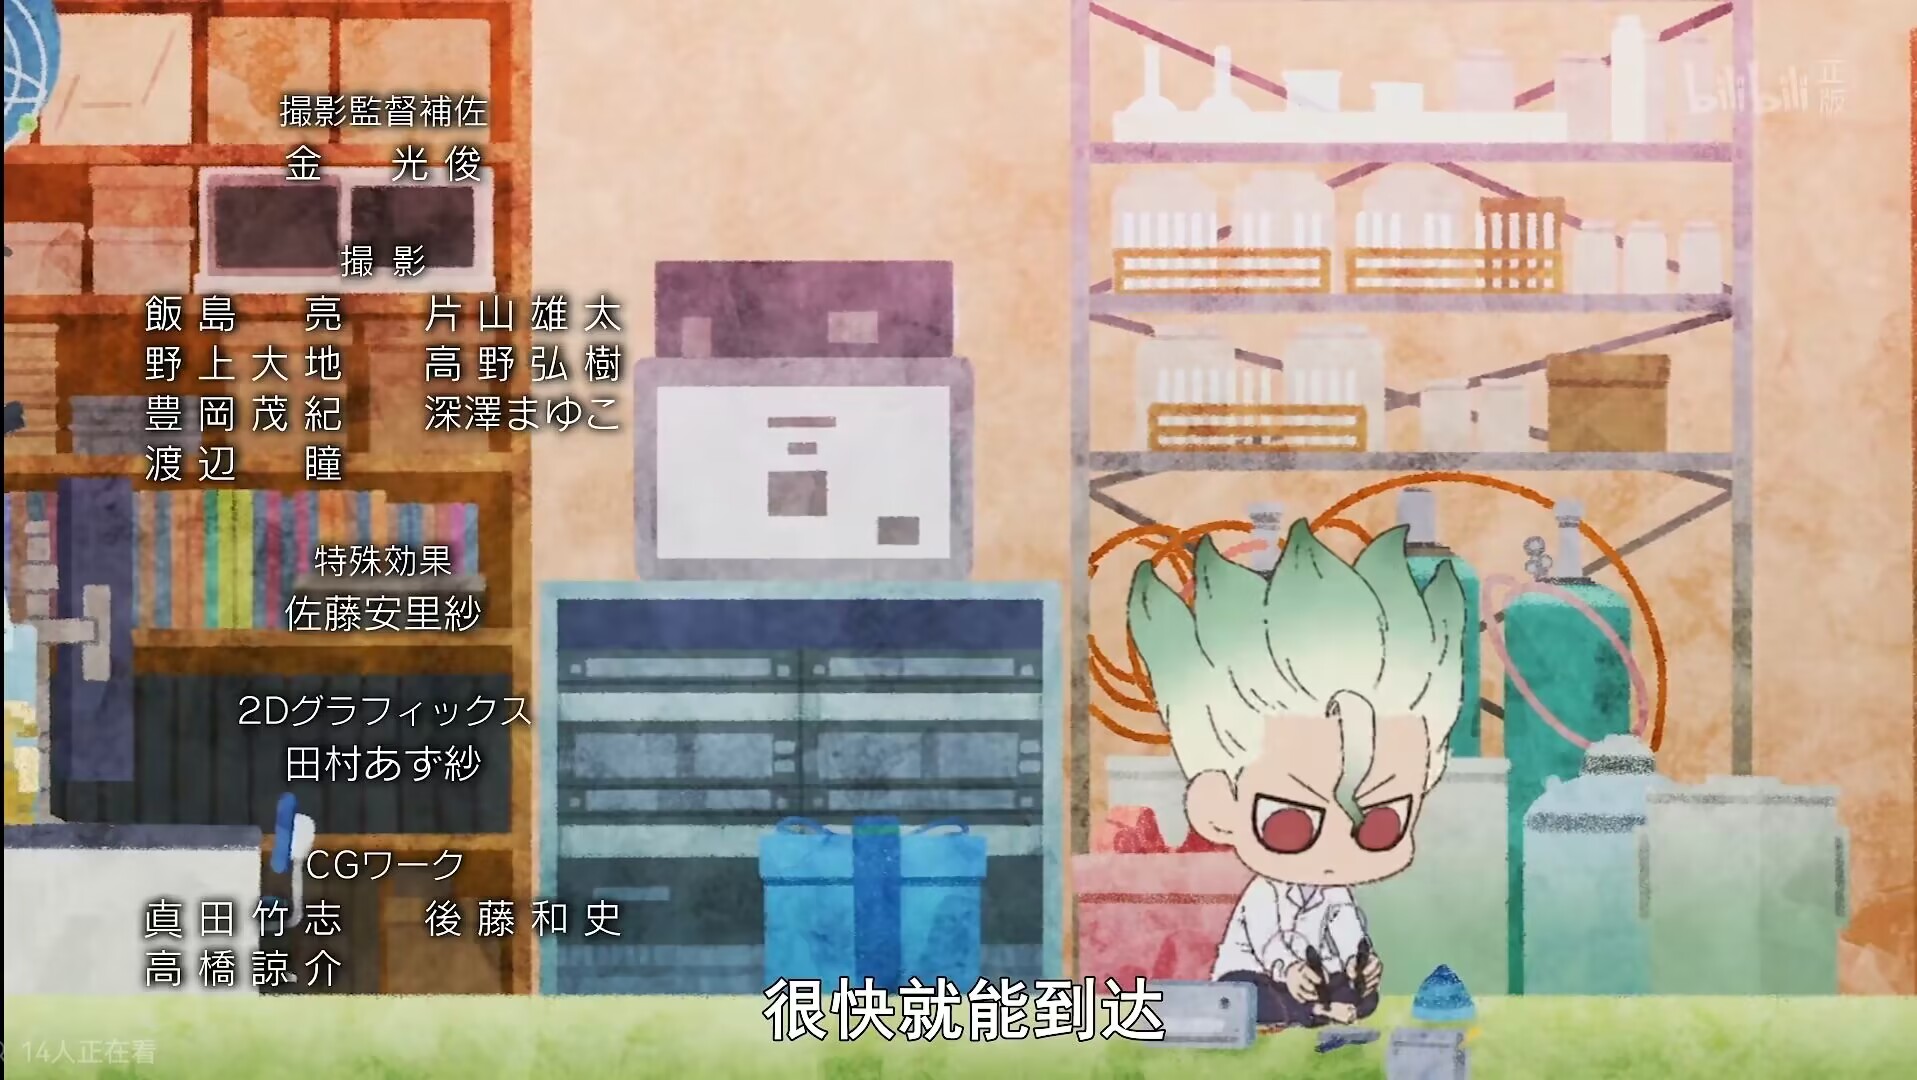 撮影監督補佐
金 光俊
撮影
飯島 亮 片山雄太
野上大地 高野弘樹
豊岡茂紀 深澤まゆこ
渡辺 瞳
特殊効果
佐藤安里紗
2Dグラフィックス
田村あず紗
CGワーク
真田竹志 後藤和史
高橋諒介
很快就能到达
bilibili 正版
14人正在看